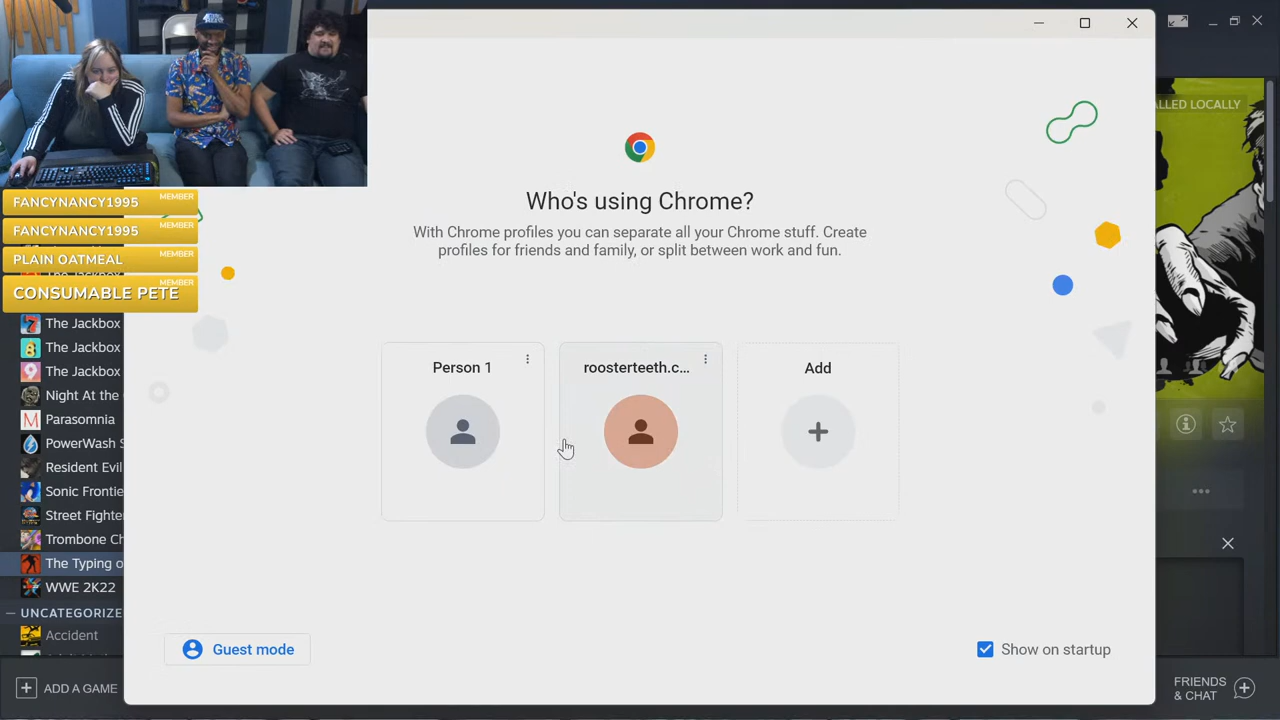 ALLED LOCALLY
Who's using Chrome?
With Chrome profiles you can separate all your Chrome stuff. Create
profiles for friends and family, or split between work and fun.
FANCYNANCY1995 MEMBER
FANCYNANCY1995 MEMBER
PLAIN OATMEAL MEMBER
CONSUMABLE PETE MEMBER
The Jackbox
The Jackbox
The Jackbox
Night At the
Parasomnia
PowerWash S
Resident Evil
Sonic Frontie
Street Fighte
Trombone Ch
The Typing o
WWE 2K22
UNCATEGORIZE
Accident
ADD A GAME
Person 1
roosterteeth.c...
Add
Guest mode
Show on startup
FRIENDS
& CHAT